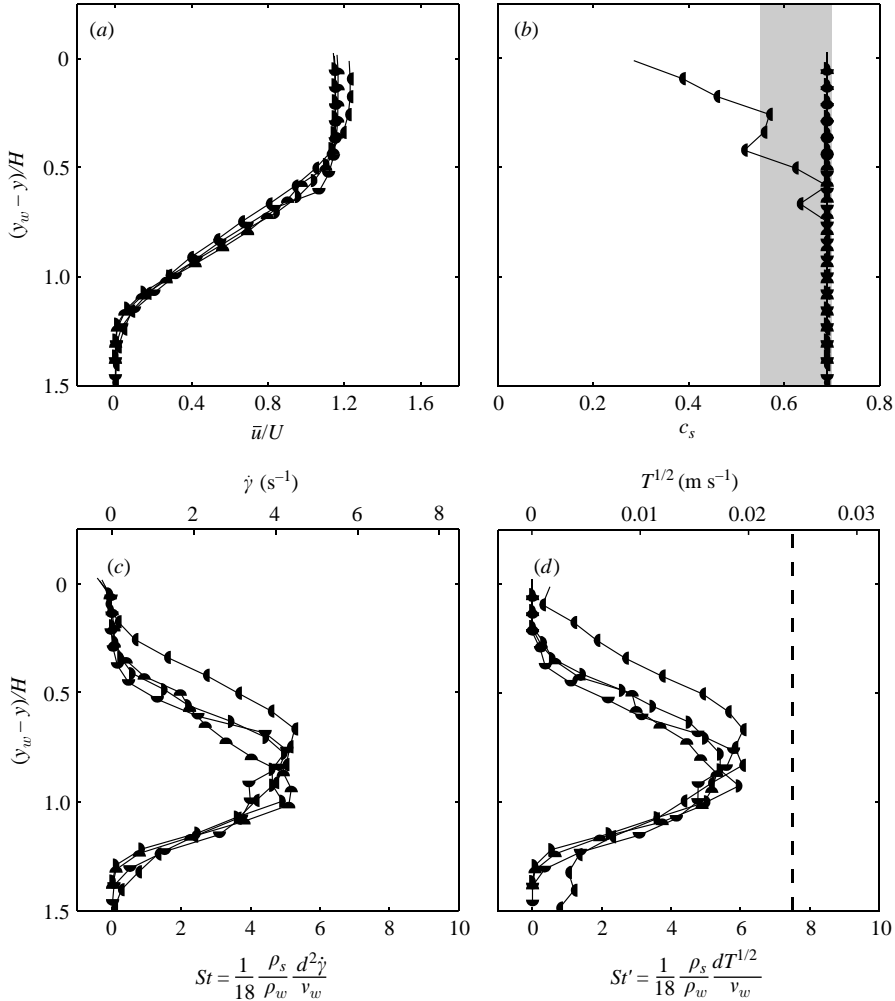 (a)
(b)
0
0.5
1.0
1.5
(y_w – y)/H
0 0.4 0.8 1.2 1.6
ū/U
0 0.2 0.4 0.6 0.8
c_s
γ̇ (s⁻¹)
0 2 4 6 8
T^{1/2} (m s⁻¹)
0 0.01 0.02 0.03
(c)
(d)
0
0.5
1.0
1.5
(y_w – y)/H
0 2 4 6 8 10
St = 1/18 ρ_s/ρ_w d²γ̇/ν_w
0 2 4 6 8 10
St′ = 1/18 ρ_s/ρ_w dT^{1/2}/ν_w